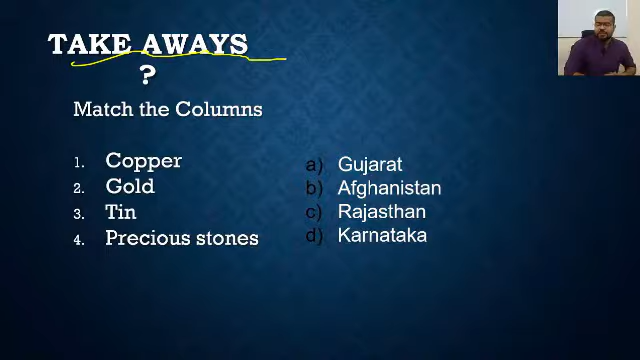 TAKE AWAYS
?
Match the Columns
1. Copper
2. Gold
3. Tin
4. Precious stones
a) Gujarat
b) Afghanistan
c) Rajasthan
d) Karnataka